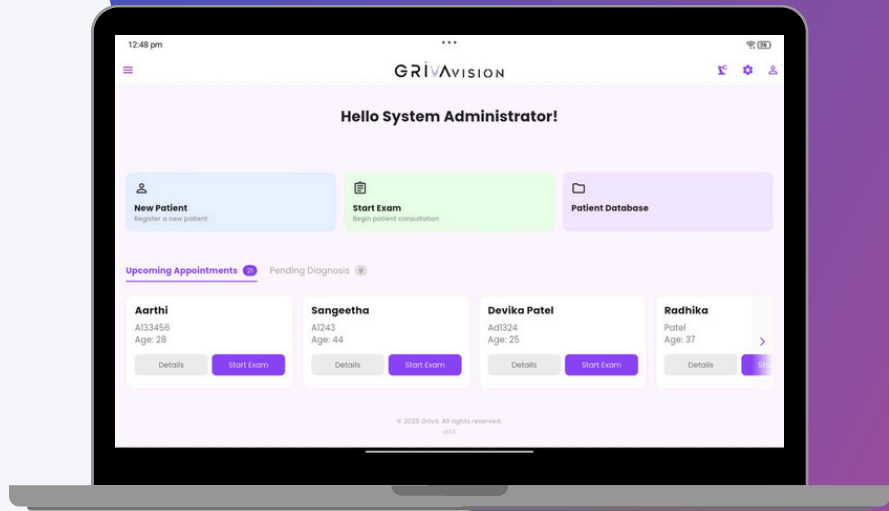 12:48 pm
GRIVAVISION
Hello System Administrator!
New Patient
Register a new patient
Start Exam
Begin patient consultation
Patient Database
Upcoming Appointments 21
Pending Diagnosis 9
Aarthi
A133456
Age: 28
Details
Start Exam
Sangeetha
A1243
Age: 44
Details
Start Exam
Devika Patel
Ad1324
Age: 25
Details
Start Exam
Radhika
Patel
Age: 37
Details
© 2025 Griva. All rights reserved.